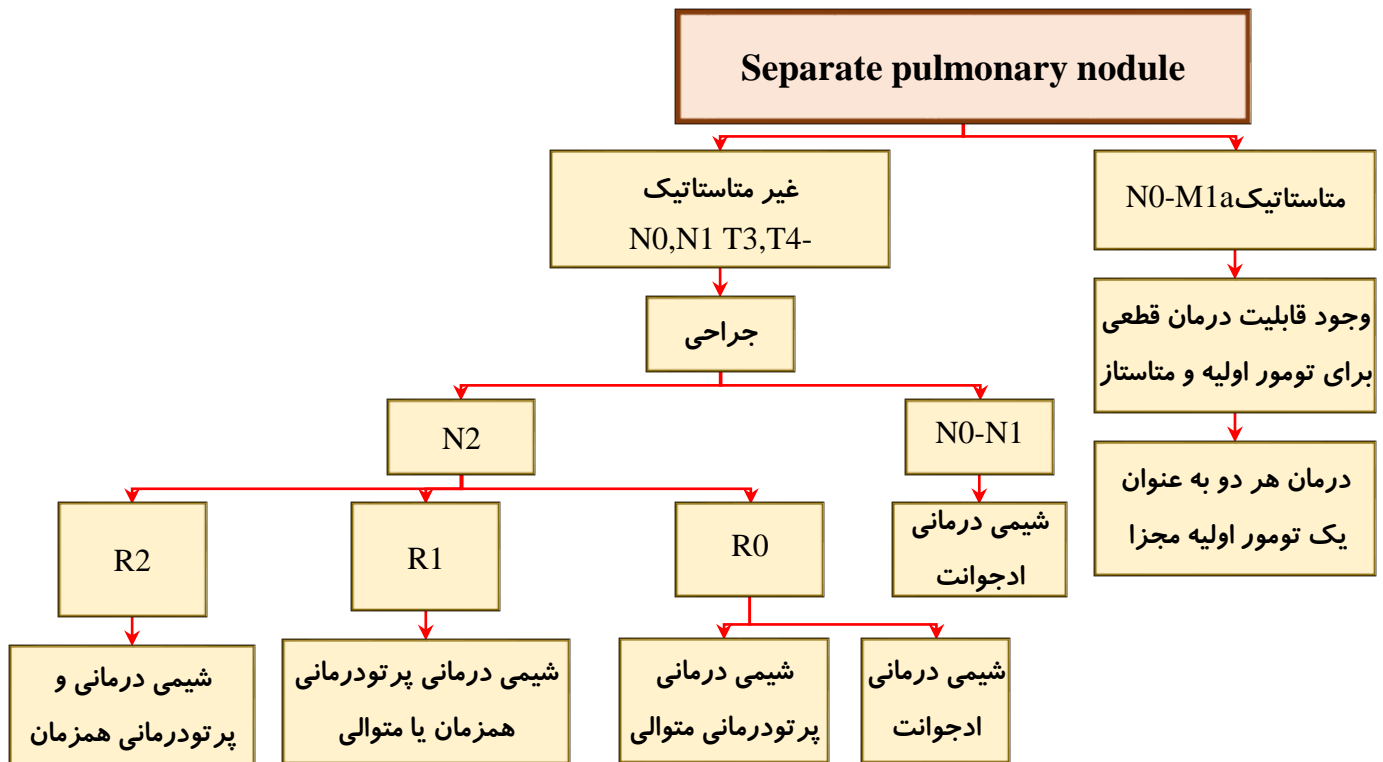 Separate pulmonary nodule
غیر متاستاتیک
N0,N1 T3,T4-
متاستاتیکN0-M1a
جراحی
وجود قابلیت درمان قطعی
برای تومور اولیه و متاستاز
N2
N0-N1
درمان هر دو به عنوان
یک تومور اولیه مجزا
R2
R1
R0
شیمی درمانی
ادجوانت
شیمی درمانی و
پرتودرمانی همزمان
شیمی درمانی پرتودرمانی
همزمان یا متوالی
شیمی درمانی
پرتودرمانی متوالی
شیمی درمانی
ادجوانت